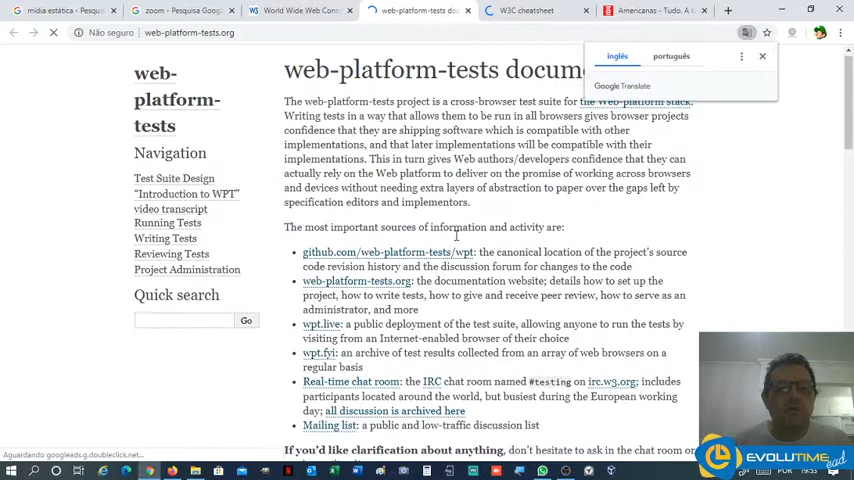 mídia estática - Pesqui
zoom - Pesquisa Goog
World Wide Web Cons
web-platform-tests doc
W3C cheatsheet
Americanas - Tudo. A t
Não seguro
web-platform-tests.org
inglês
português
Google Translate
web-
platform-
tests
Navigation
Test Suite Design
“Introduction to WPT”
video transcript
Running Tests
Writing Tests
Reviewing Tests
Project Administration
Quick search
Go
web-platform-tests docume
The web-platform-tests project is a cross-browser test suite for the Web-platform stack.
Writing tests in a way that allows them to be run in all browsers gives browser projects
confidence that they are shipping software which is compatible with other
implementations, and that later implementations will be compatible with their
implementations. This in turn gives Web authors/developers confidence that they can
actually rely on the Web platform to deliver on the promise of working across browsers
and devices without needing extra layers of abstraction to paper over the gaps left by
specification editors and implementors.
The most important sources of information and activity are:
github.com/web-platform-tests/wpt: the canonical location of the project's source
code revision history and the discussion forum for changes to the code
web-platform-tests.org: the documentation website; details how to set up the
project, how to write tests, how to give and receive peer review, how to serve as an
administrator, and more
wpt.live: a public deployment of the test suite, allowing anyone to run the tests by
visiting from an Internet-enabled browser of their choice
wpt.fyi: an archive of test results collected from an array of web browsers on a
regular basis
Real-time chat room: the IRC chat room named #testing on irc.w3.org; includes
participants located around the world, but busiest during the European working
day; all discussion is archived here
Mailing list: a public and low-traffic discussion list
If you'd like clarification about anything, don't hesitate to ask in the chat room or
Aguardando googleads.g.doubleclick.net...
EVOLUTIME
ead
POR
19:53